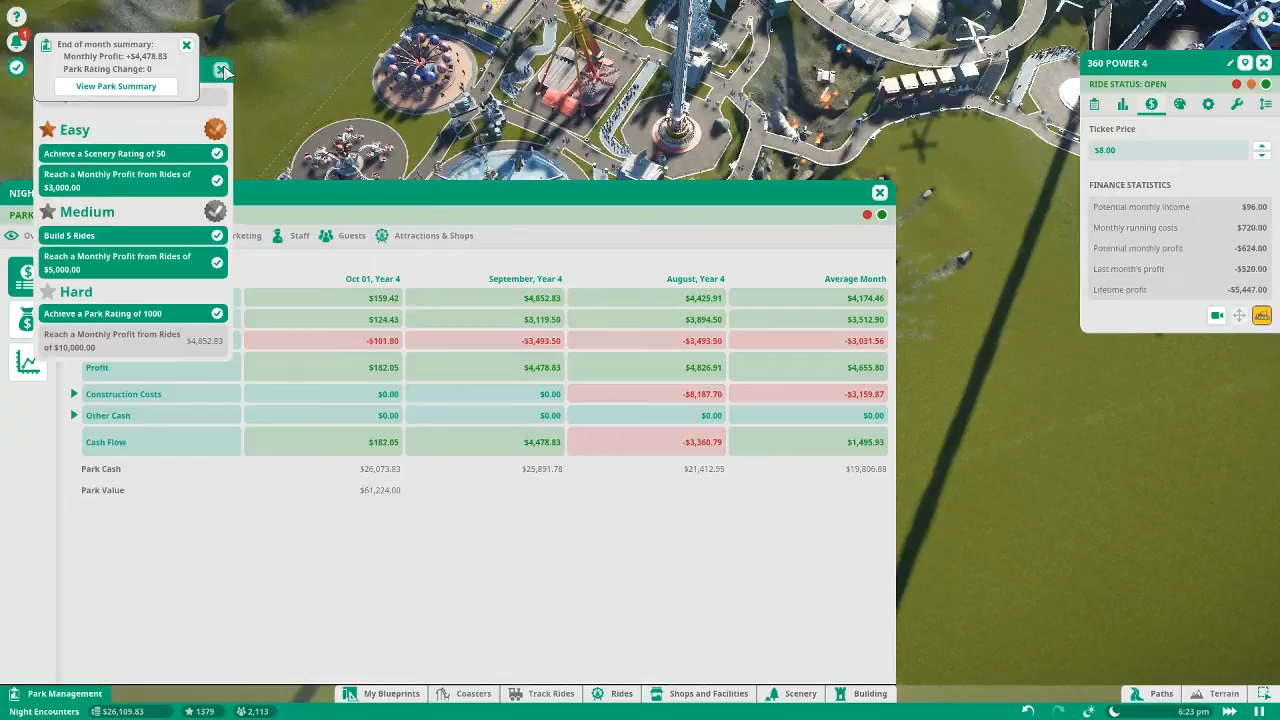 ?
1
End of month summary:
Monthly Profit: +$4,478.83
Park Rating Change: 0
View Park Summary
Easy
Achieve a Scenery Rating of 50
Reach a Monthly Profit from Rides of
$3,000.00
Medium
Build 5 Rides
Reach a Monthly Profit from Rides of
$5,000.00
Hard
Achieve a Park Rating of 1000
Reach a Monthly Profit from Rides
of $10,000.00
$4,852.83
NIGH
PARK
Ov
rketing Staff Guests Attractions & Shops
Oct 01, Year 4 September, Year 4 August, Year 4 Average Month
$159.42 $4,852.83 $4,425.91 $4,174.46
$124.43 $3,119.50 $3,894.50 $3,512.90
-$101.80 -$3,493.50 -$3,493.50 -$3,031.56
Profit $182.05 $4,478.83 $4,826.91 $4,655.80
Construction Costs $0.00 $0.00 -$8,187.70 -$3,159.87
Other Cash $0.00 $0.00 $0.00 $0.00
Cash Flow $182.05 $4,478.83 -$3,360.79 $1,495.93
Park Cash $26,073.83 $25,891.78 $21,412.95 $19,806.88
Park Value $61,224.00
360 POWER 4
RIDE STATUS: OPEN
Ticket Price
$8.00
FINANCE STATISTICS
Potential monthly income $96.00
Monthly running costs $720.00
Potential monthly profit -$624.00
Last month's profit -$520.00
Lifetime profit -$5,447.00
Park Management My Blueprints Coasters Track Rides Rides Shops and Facilities Scenery Building Paths Terrain
Night Encounters $26,109.83 1379 2,113 6:23 pm